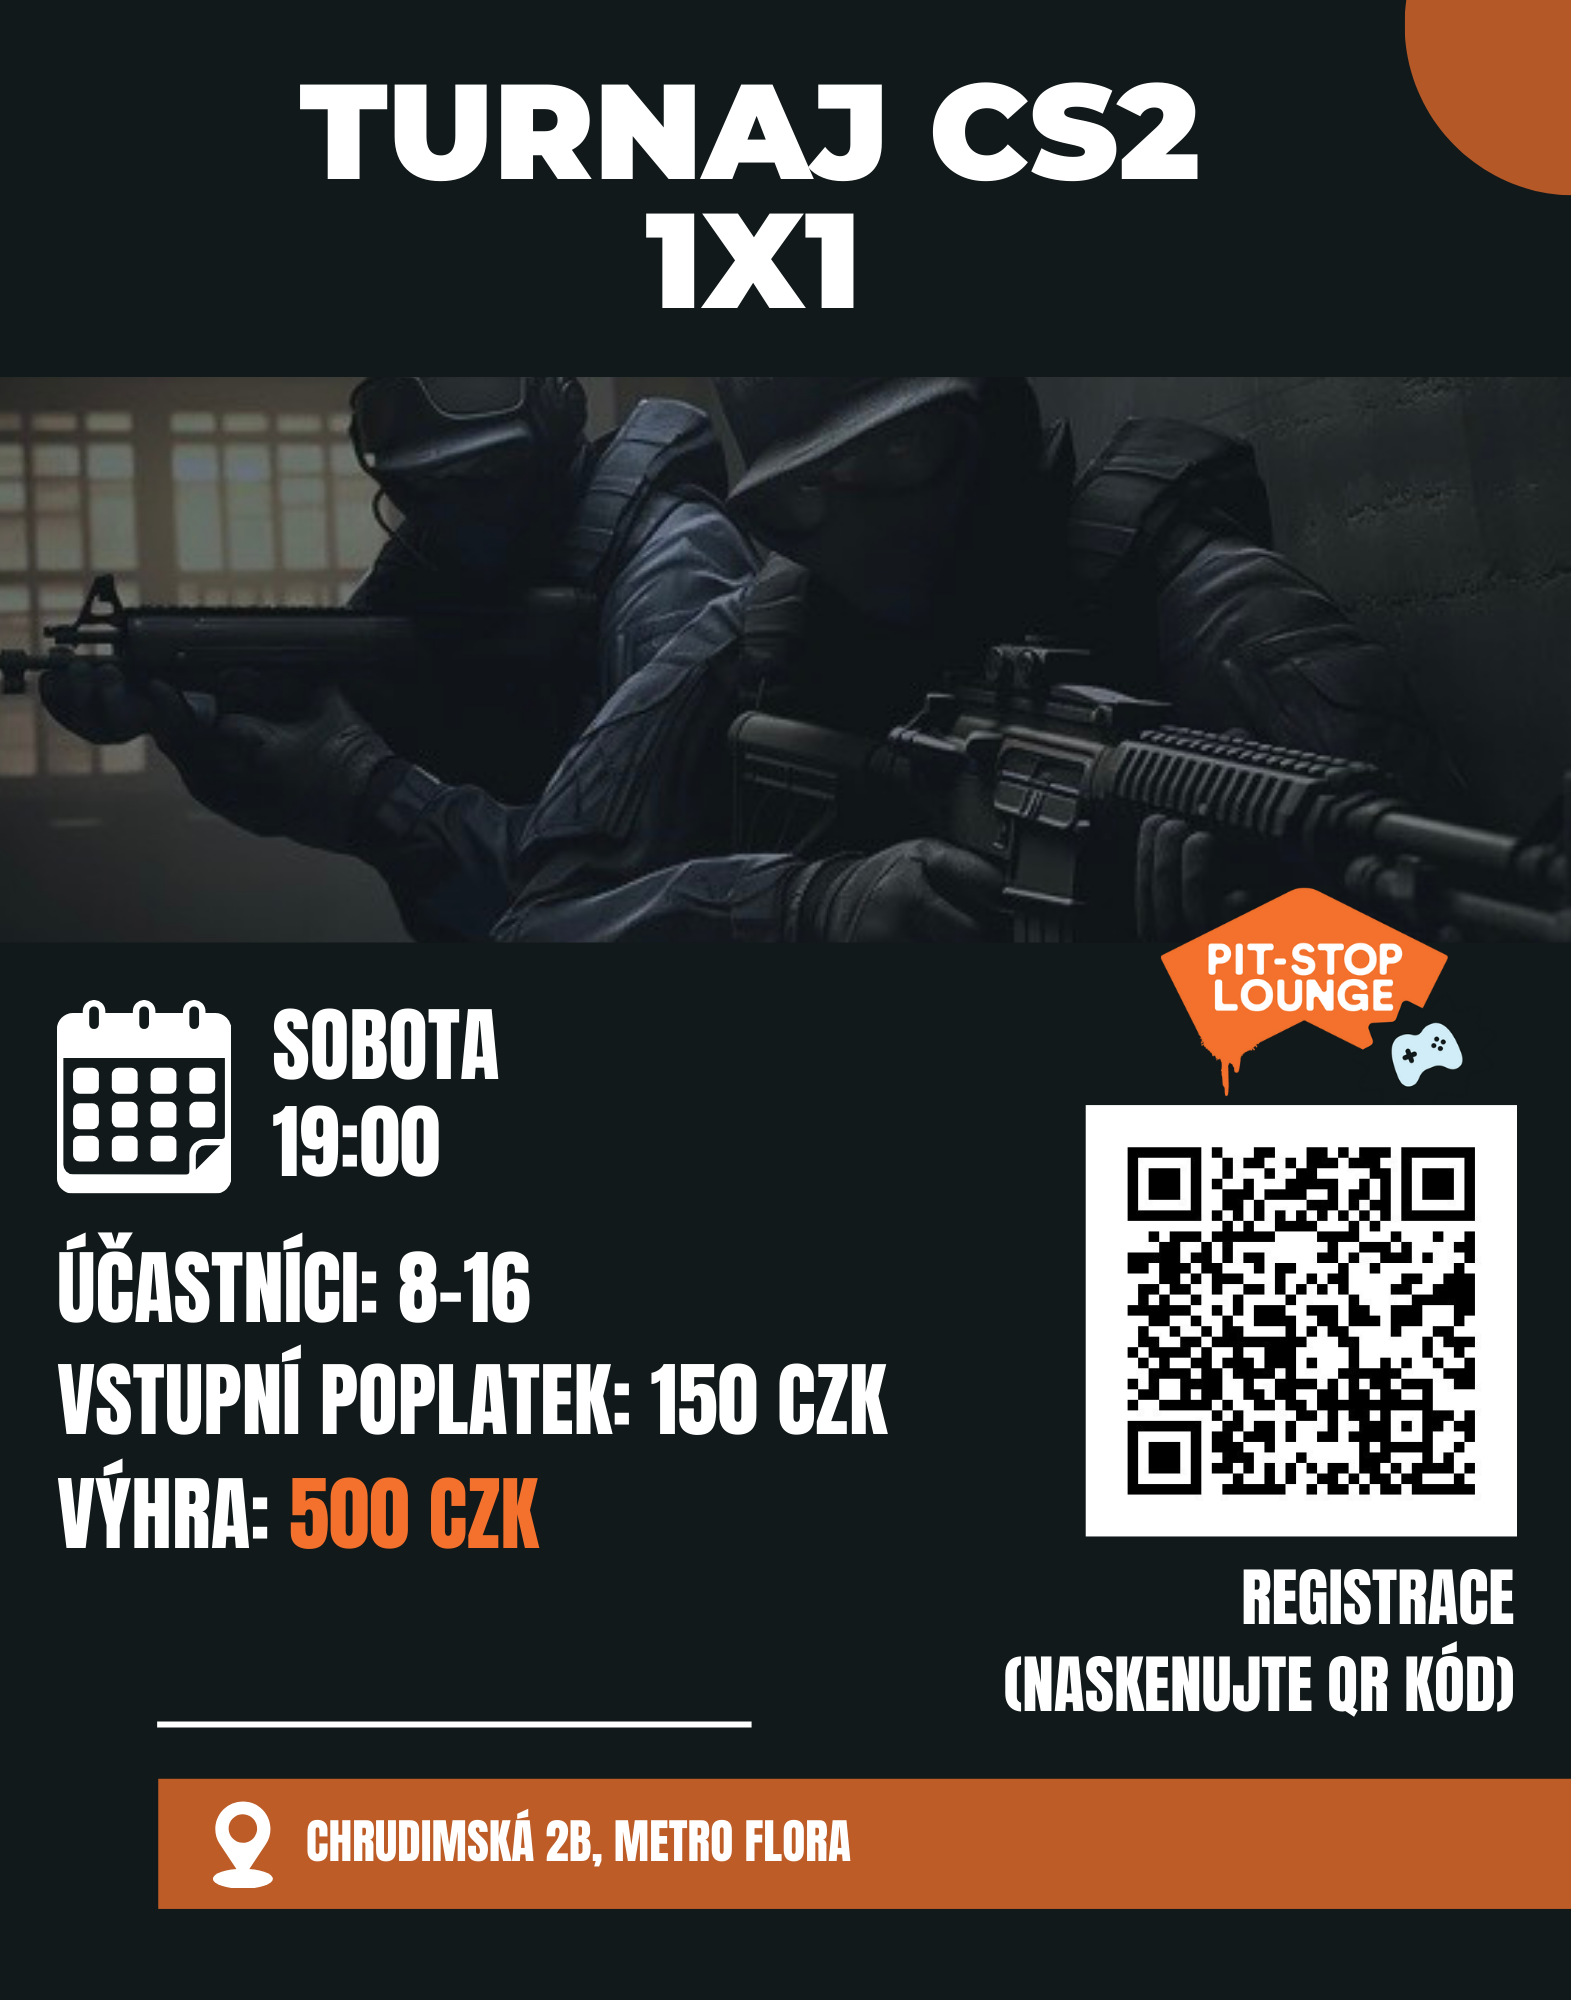 TURNAJ CS2
1X1
PIT-STOP
LOUNGE
SOBOTA
19:00
ÚČASTNÍCI: 8-16
VSTUPNÍ POPLATEK: 150 CZK
VÝHRA: 500 CZK
REGISTRACE
(NASKENUJTE QR KÓD)
CHRUDIMSKÁ 2B, METRO FLORA